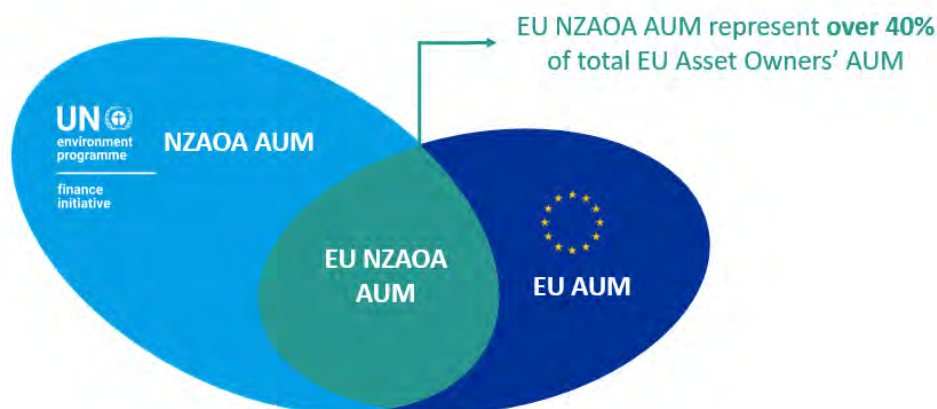 EU NZAOA AUM represent over 40%
of total EU Asset Owners’ AUM
UN
environment
programme
finance
initiative
NZAOA AUM
EU NZAOA
AUM
EU AUM